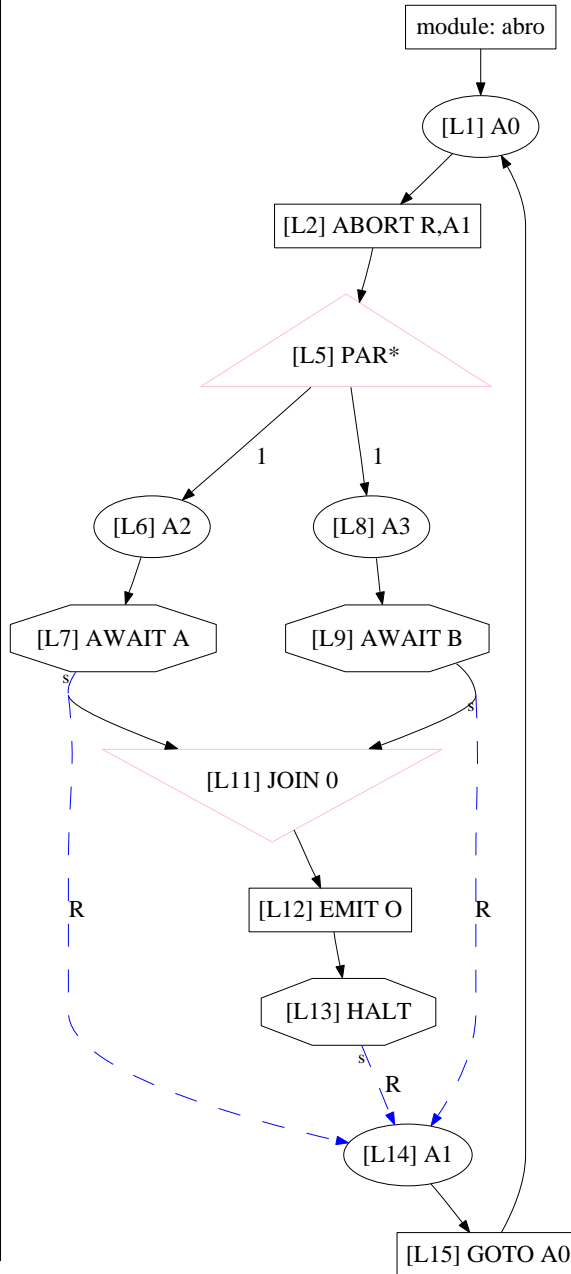 module: abro
[L1] A0
[L2] ABORT R,A1
[L5] PAR*
1
1
[L6] A2
[L8] A3
[L7] AWAIT A
[L9] AWAIT B
s
s
[L11] JOIN 0
[L12] EMIT O
R
R
[L13] HALT
s
R
[L14] A1
[L15] GOTO A0